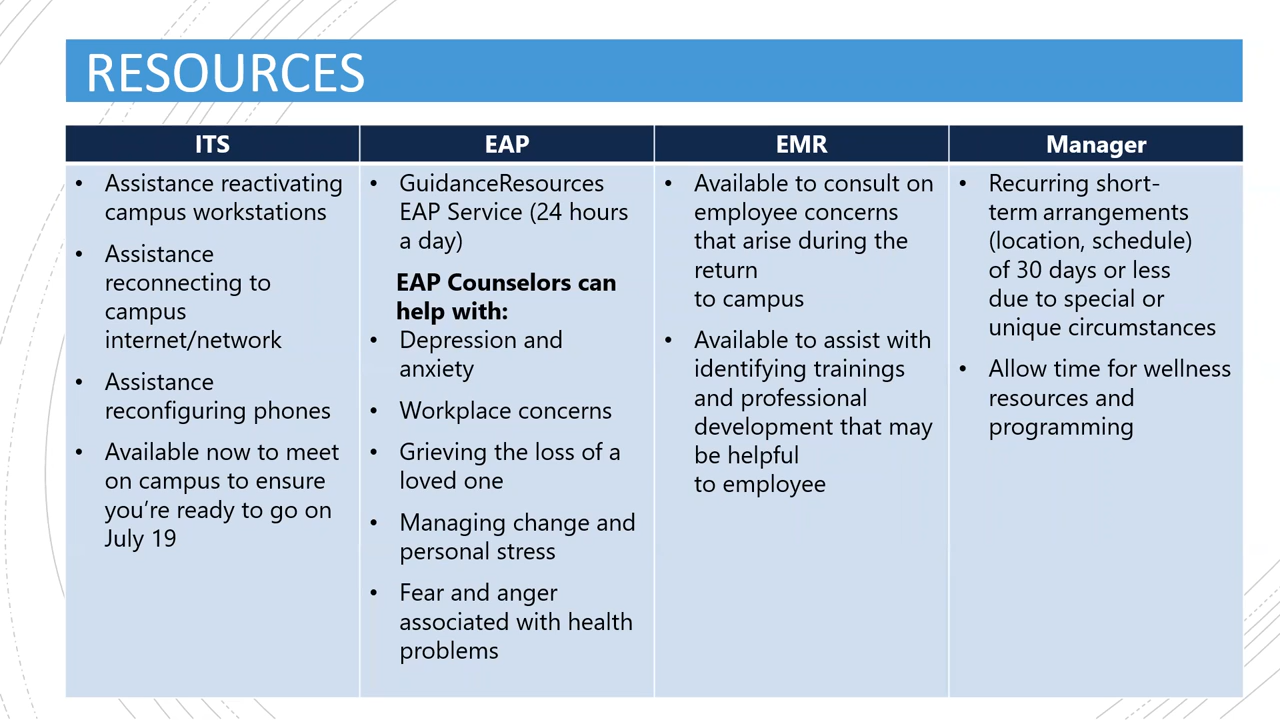 RESOURCES
ITS
• Assistance reactivating
campus workstations
• Assistance
reconnecting to
campus
internet/network
• Assistance
reconfiguring phones
• Available now to meet
on campus to ensure
you’re ready to go on
July 19
EAP
• GuidanceResources
EAP Service (24 hours
a day)
EAP Counselors can
help with:
• Depression and
anxiety
• Workplace concerns
• Grieving the loss of a
loved one
• Managing change and
personal stress
• Fear and anger
associated with health
problems
EMR
• Available to consult on
employee concerns
that arise during the
return
to campus
• Available to assist with
identifying trainings
and professional
development that may
be helpful
to employee
Manager
• Recurring short-
term arrangements
(location, schedule)
of 30 days or less
due to special or
unique circumstances
• Allow time for wellness
resources and
programming